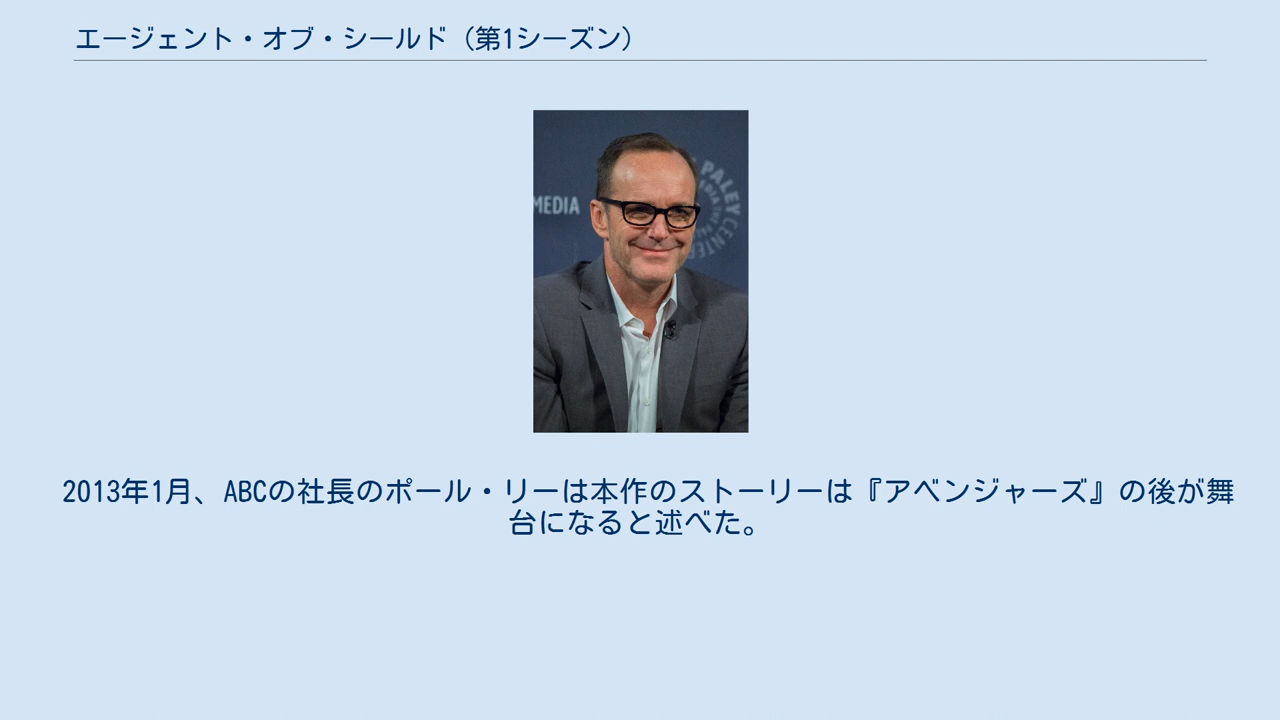 エージェント・オブ・シールド（第1シーズン）
MEDIA
PALEY CENTER
2013年1月、ABCの社長のポール・リーは本作のストーリーは『アベンジャーズ』の後が舞
台になると述べた。